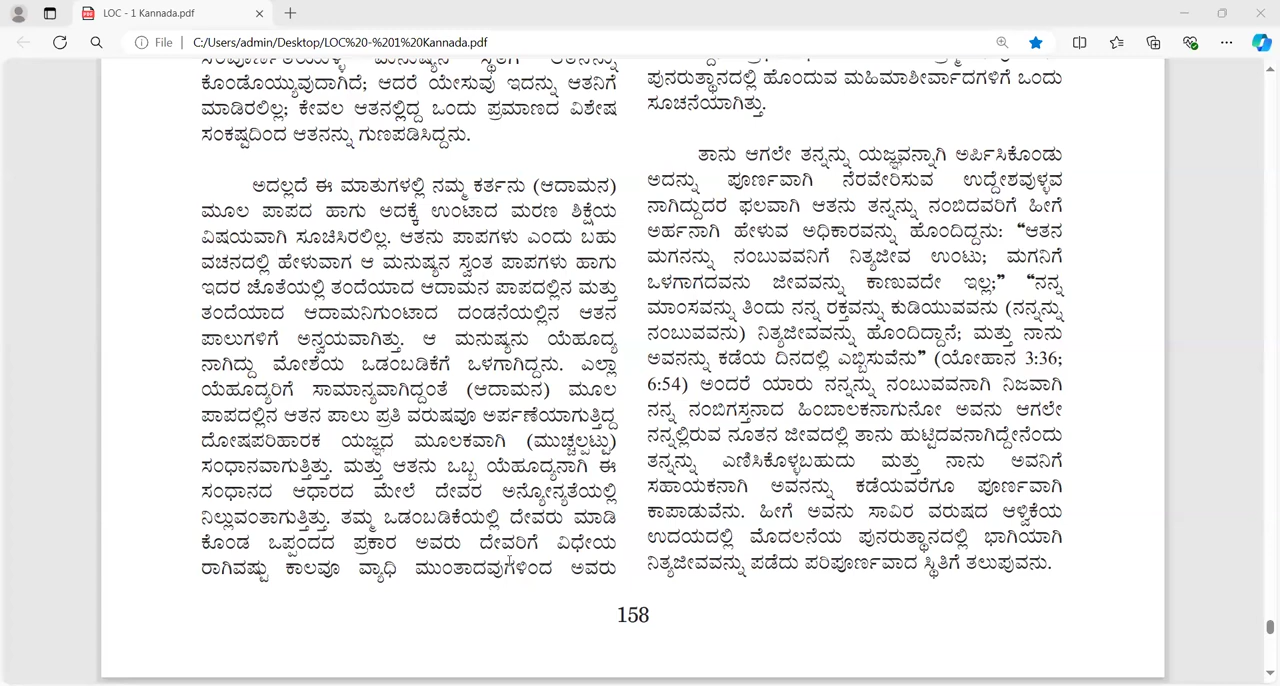 LOC - 1 Kannada.pdf
File
C:/Users/admin/Desktop/LOC%20-%201%20Kannada.pdf
ಕೊಂಡೊಯ್ಯುವುದಾಗಿದೆ; ಆದರೆ ಯೇಸುವು ಇದನ್ನು ಆತನಿಗೆ
ಮಾಡಿರಲಿಲ್ಲ; ಕೇವಲ ಆತನಲ್ಲಿದ್ದ ಒಂದು ಪ್ರಮಾಣದ ವಿಶೇಷ
ಸಂಕಷ್ಟದಿಂದ ಆತನನ್ನು ಗುಣಪಡಿಸಿದ್ದನು.
ಅದಲ್ಲದೆ ಈ ಮಾತುಗಳಲ್ಲಿ ನಮ್ಮ ಕರ್ತನು (ಆದಾಮನ)
ಮೂಲ ಪಾಪದ ಹಾಗು ಅದಕ್ಕೆ ಉಂಟಾದ ಮರಣ ಶಿಕ್ಷೆಯ
ವಿಷಯವಾಗಿ ಸೂಚಿಸಿರಲಿಲ್ಲ. ಆತನು ಪಾಪಗಳು ಎಂದು ಬಹು
ವಚನದಲ್ಲಿ ಹೇಳುವಾಗ ಆ ಮನುಷ್ಯನ ಸ್ವಂತ ಪಾಪಗಳು ಹಾಗು
ಇದರ ಜೊತೆಯಲ್ಲಿ ತಂದೆಯಾದ ಆದಾಮನ ಪಾಪದಲ್ಲಿನ ಮತ್ತು
ತಂದೆಯಾದ ಆದಾಮನಿಗುಂಟಾದ ದಂಡನೆಯಲ್ಲಿನ ಆತನ
ಪಾಲುಗಳಿಗೆ ಅನ್ವಯವಾಗಿತ್ತು. ಆ ಮನುಷ್ಯನು ಯೆಹೂದ್ಯ
ನಾಗಿದ್ದು ಮೋಶೆಯ ಒಡಂಬಡಿಕೆಗೆ ಒಳಗಾಗಿದ್ದನು. ಎಲ್ಲಾ
ಯೆಹೂದ್ಯರಿಗೆ ಸಾಮಾನ್ಯವಾಗಿದ್ದಂತೆ (ಆದಾಮನ) ಮೂಲ
ಪಾಪದಲ್ಲಿನ ಆತನ ಪಾಲು ಪ್ರತಿ ವರುಷವೂ ಅರ್ಪಣೆಯಾಗುತ್ತಿದ್ದ
ದೋಷಪರಿಹಾರಕ ಯಜ್ಞದ ಮೂಲಕವಾಗಿ (ಮುಚ್ಚಲ್ಪಟ್ಟು)
ಸಂಧಾನವಾಗುತ್ತಿತ್ತು. ಮತ್ತು ಆತನು ಒಬ್ಬ ಯೆಹೂದ್ಯನಾಗಿ ಈ
ಸಂಧಾನದ ಆಧಾರದ ಮೇಲೆ ದೇವರ ಅನ್ಯೋನ್ಯತೆಯಲ್ಲಿ
ನಿಲ್ಲುವಂತಾಗುತ್ತಿತ್ತು. ತಮ್ಮ ಒಡಂಬಡಿಕೆಯಲ್ಲಿ ದೇವರು ಮಾಡಿ
ಕೊಂಡ ಒಪ್ಪಂದದ ಪ್ರಕಾರ ಅವರು ದೇವರಿಗೆ ವಿಧೇಯ
ರಾಗಿವಷ್ಟು ಕಾಲವೂ ವ್ಯಾಧಿ ಮುಂತಾದವುಗಳಿಂದ ಅವರು
ಪುನರುತ್ಥಾನದಲ್ಲಿ ಹೊಂದುವ ಮಹಿಮಾಶೀರ್ವಾದಗಳಿಗೆ ಒಂದು
ಸೂಚನೆಯಾಗಿತ್ತು.
ತಾನು ಆಗಲೇ ತನ್ನನ್ನು ಯಜ್ಞವನ್ನಾಗಿ ಅರ್ಪಿಸಿಕೊಂಡು
ಅದನ್ನು ಪೂರ್ಣವಾಗಿ ನೆರವೇರಿಸುವ ಉದ್ದೇಶವುಳ್ಳವ
ನಾಗಿದ್ದುದರ ಫಲವಾಗಿ ಆತನು ತನ್ನನ್ನು ನಂಬಿದವರಿಗೆ ಹೀಗೆ
ಅರ್ಹನಾಗಿ ಹೇಳುವ ಅಧಿಕಾರವನ್ನು ಹೊಂದಿದ್ದನು: “ಆತನ
ಮಗನನ್ನು ನಂಬುವವನಿಗೆ ನಿತ್ಯಜೀವ ಉಂಟು; ಮಗನಿಗೆ
ಒಳಗಾಗದವನು ಜೀವವನ್ನು ಕಾಣುವದೇ ಇಲ್ಲ;” “ನನ್ನ
ಮಾಂಸವನ್ನು ತಿಂದು ನನ್ನ ರಕ್ತವನ್ನು ಕುಡಿಯುವವನು (ನನ್ನನ್ನು
ನಂಬುವವನು) ನಿತ್ಯಜೀವವನ್ನು ಹೊಂದಿದ್ದಾನೆ; ಮತ್ತು ನಾನು
ಅವನನ್ನು ಕಡೆಯ ದಿನದಲ್ಲಿ ಎಬ್ಬಿಸುವೆನು” (ಯೋಹಾನ 3:36;
6:54) ಅಂದರೆ ಯಾರು ನನ್ನನ್ನು ನಂಬುವವನಾಗಿ ನಿಜವಾಗಿ
ನನ್ನ ನಂಬಿಗಸ್ತನಾದ ಹಿಂಬಾಲಕನಾಗುನೋ ಅವನು ಆಗಲೇ
ನನ್ನಲ್ಲಿರುವ ನೂತನ ಜೀವದಲ್ಲಿ ತಾನು ಹುಟ್ಟಿದವನಾಗಿದ್ದೇನೆಂದು
ತನ್ನನ್ನು ಎಣಿಸಿಕೊಳ್ಳಬಹುದು ಮತ್ತು ನಾನು ಅವನಿಗೆ
ಸಹಾಯಕನಾಗಿ ಅವನನ್ನು ಕಡೆಯವರೆಗೂ ಪೂರ್ಣವಾಗಿ
ಕಾಪಾಡುವೆನು. ಹೀಗೆ ಅವನು ಸಾವಿರ ವರುಷದ ಆಳ್ವಿಕೆಯ
ಉದಯದಲ್ಲಿ ಮೊದಲನೆಯ ಪುನರುತ್ಥಾನದಲ್ಲಿ ಭಾಗಿಯಾಗಿ
ನಿತ್ಯಜೀವವನ್ನು ಪಡೆದು ಪರಿಪೂರ್ಣವಾದ ಸ್ಥಿತಿಗೆ ತಲುಪುವನು.
158